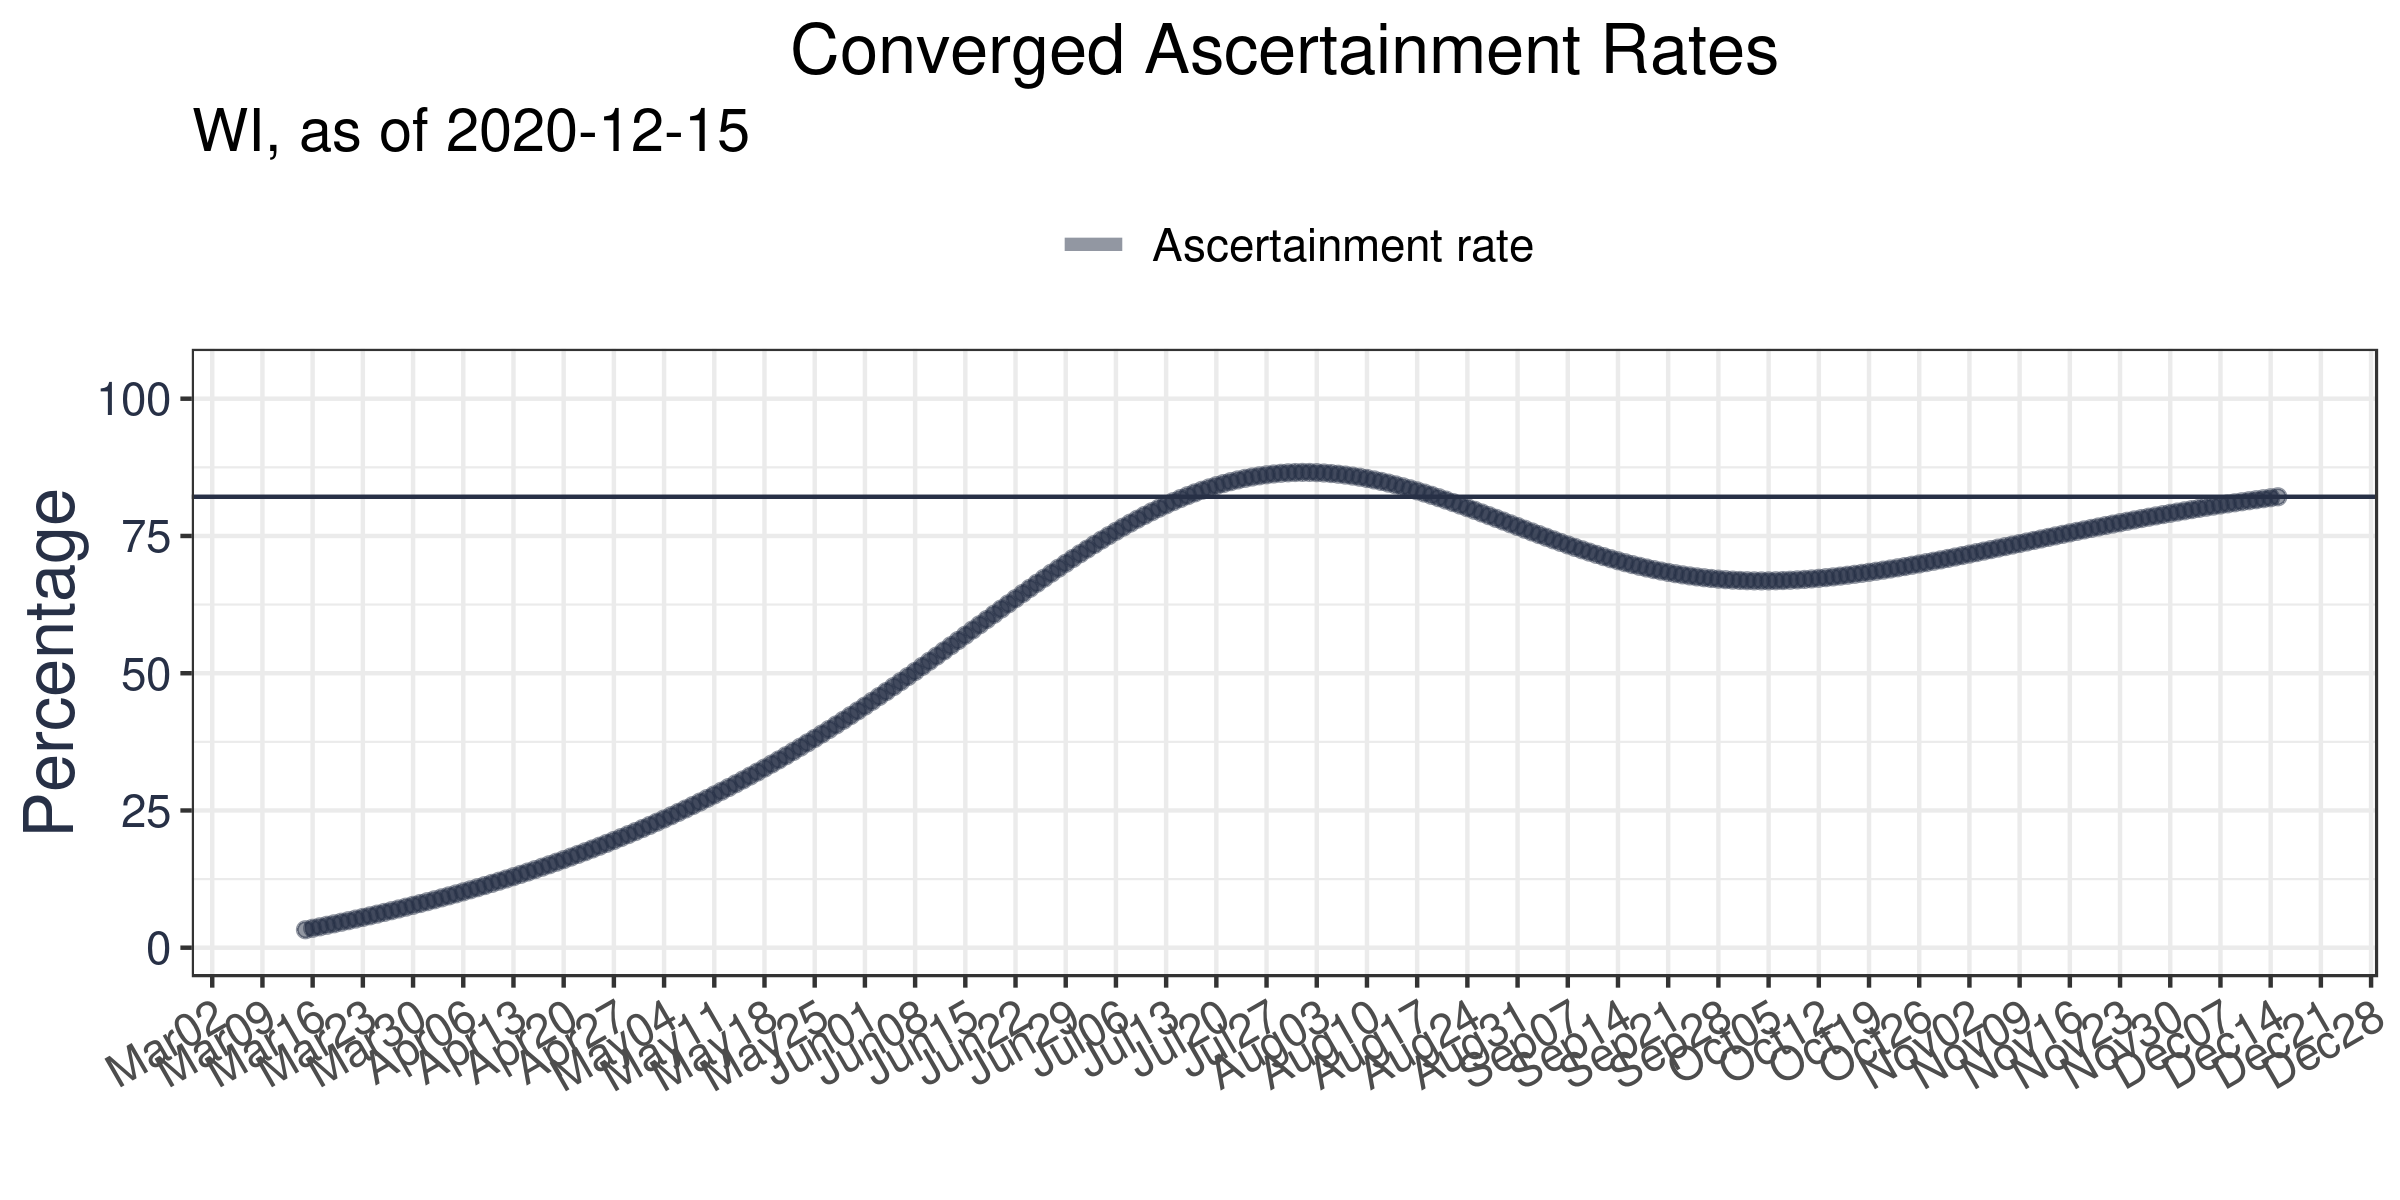 Converged Ascertainment Rates
WI, as of 2020-12-15
Ascertainment rate
Percentage
100
75
50
25
0
Mar02
Mar09
Mar16
Mar23
Mar30
Apr06
Apr13
Apr20
Apr27
May04
May11
May18
May25
Jun01
Jun08
Jun15
Jun22
Jun29
Jul06
Jul13
Jul20
Jul27
Aug03
Aug10
Aug17
Aug24
Aug31
Sep07
Sep14
Sep21
Sep28
Oct05
Oct12
Oct19
Oct26
Nov02
Nov09
Nov16
Nov23
Nov30
Dec07
Dec14
Dec21
Dec28